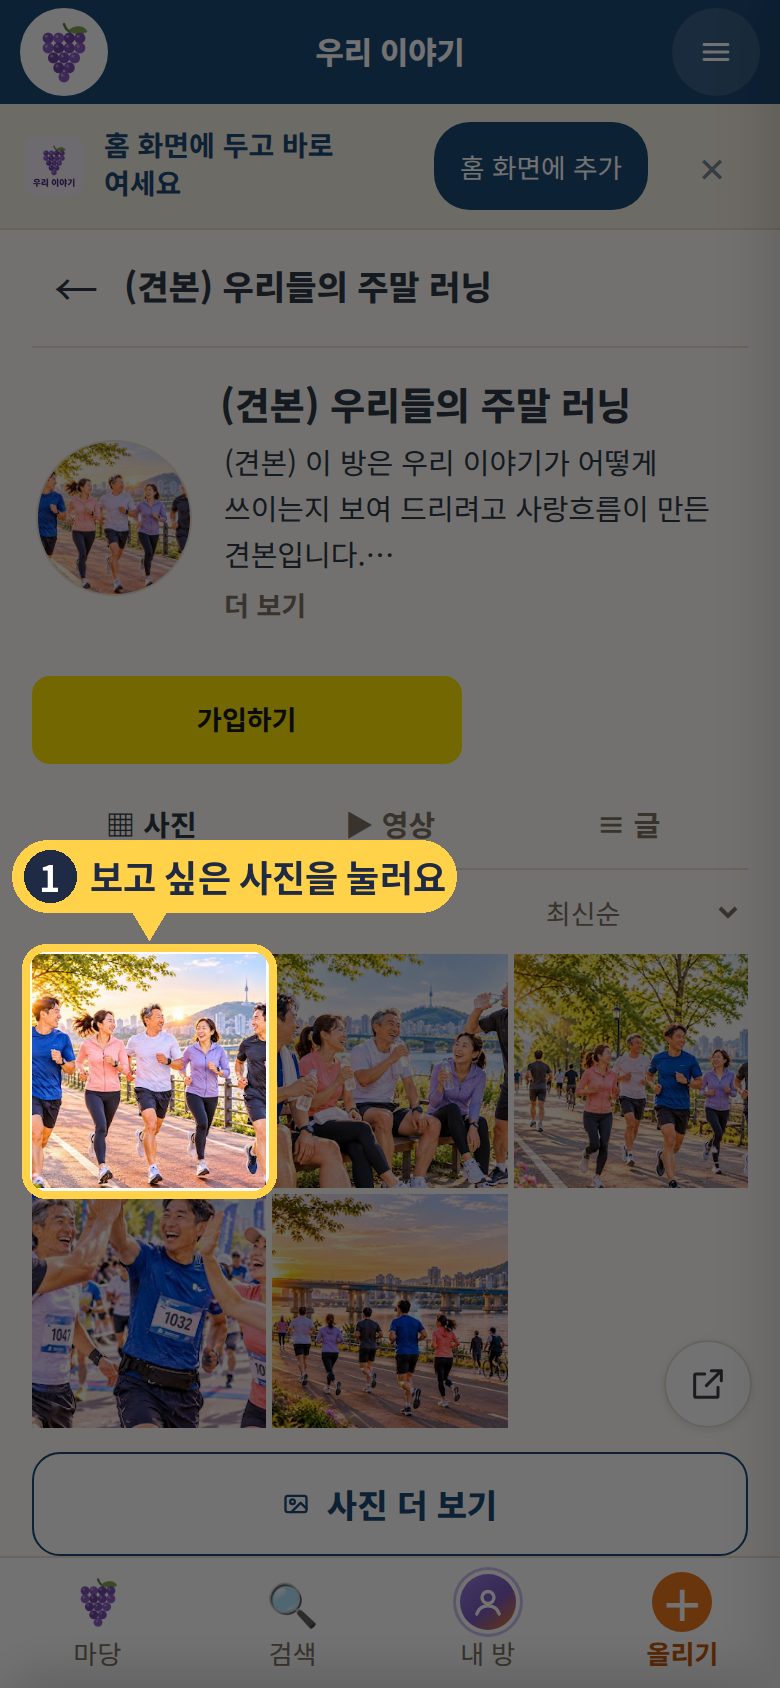 우리 이야기
우리 이야기
홈 화면에 두고 바로
여세요
홈 화면에 추가
(견본) 우리들의 주말 러닝
(견본) 우리들의 주말 러닝
(견본) 이 방은 우리 이야기가 어떻게
쓰이는지 보여 드리려고 사랑흐름이 만든
견본입니다.…
더 보기
가입하기
사진
영상
글
1 보고 싶은 사진을 눌러요
최신순
1047
1032
10
사진 더 보기
마당
검색
내 방
올리기